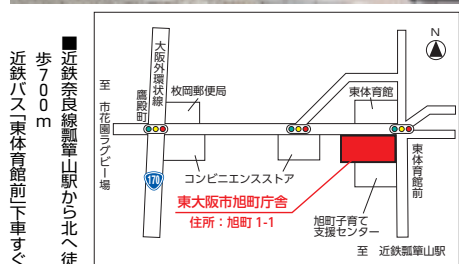 ■近鉄奈良線瓢箪山駅から北へ徒
歩700m
近鉄バス「東体育館前」下車すぐ
N
大阪外環状線
鷹殿町
枚岡郵便局
東体育館
至 市花園ラグビー場
170
コンビニエンスストア
東体育館前
東大阪市旭町庁舎
住所：旭町 1-1
旭町子育て
支援センター
至 近鉄瓢箪山駅